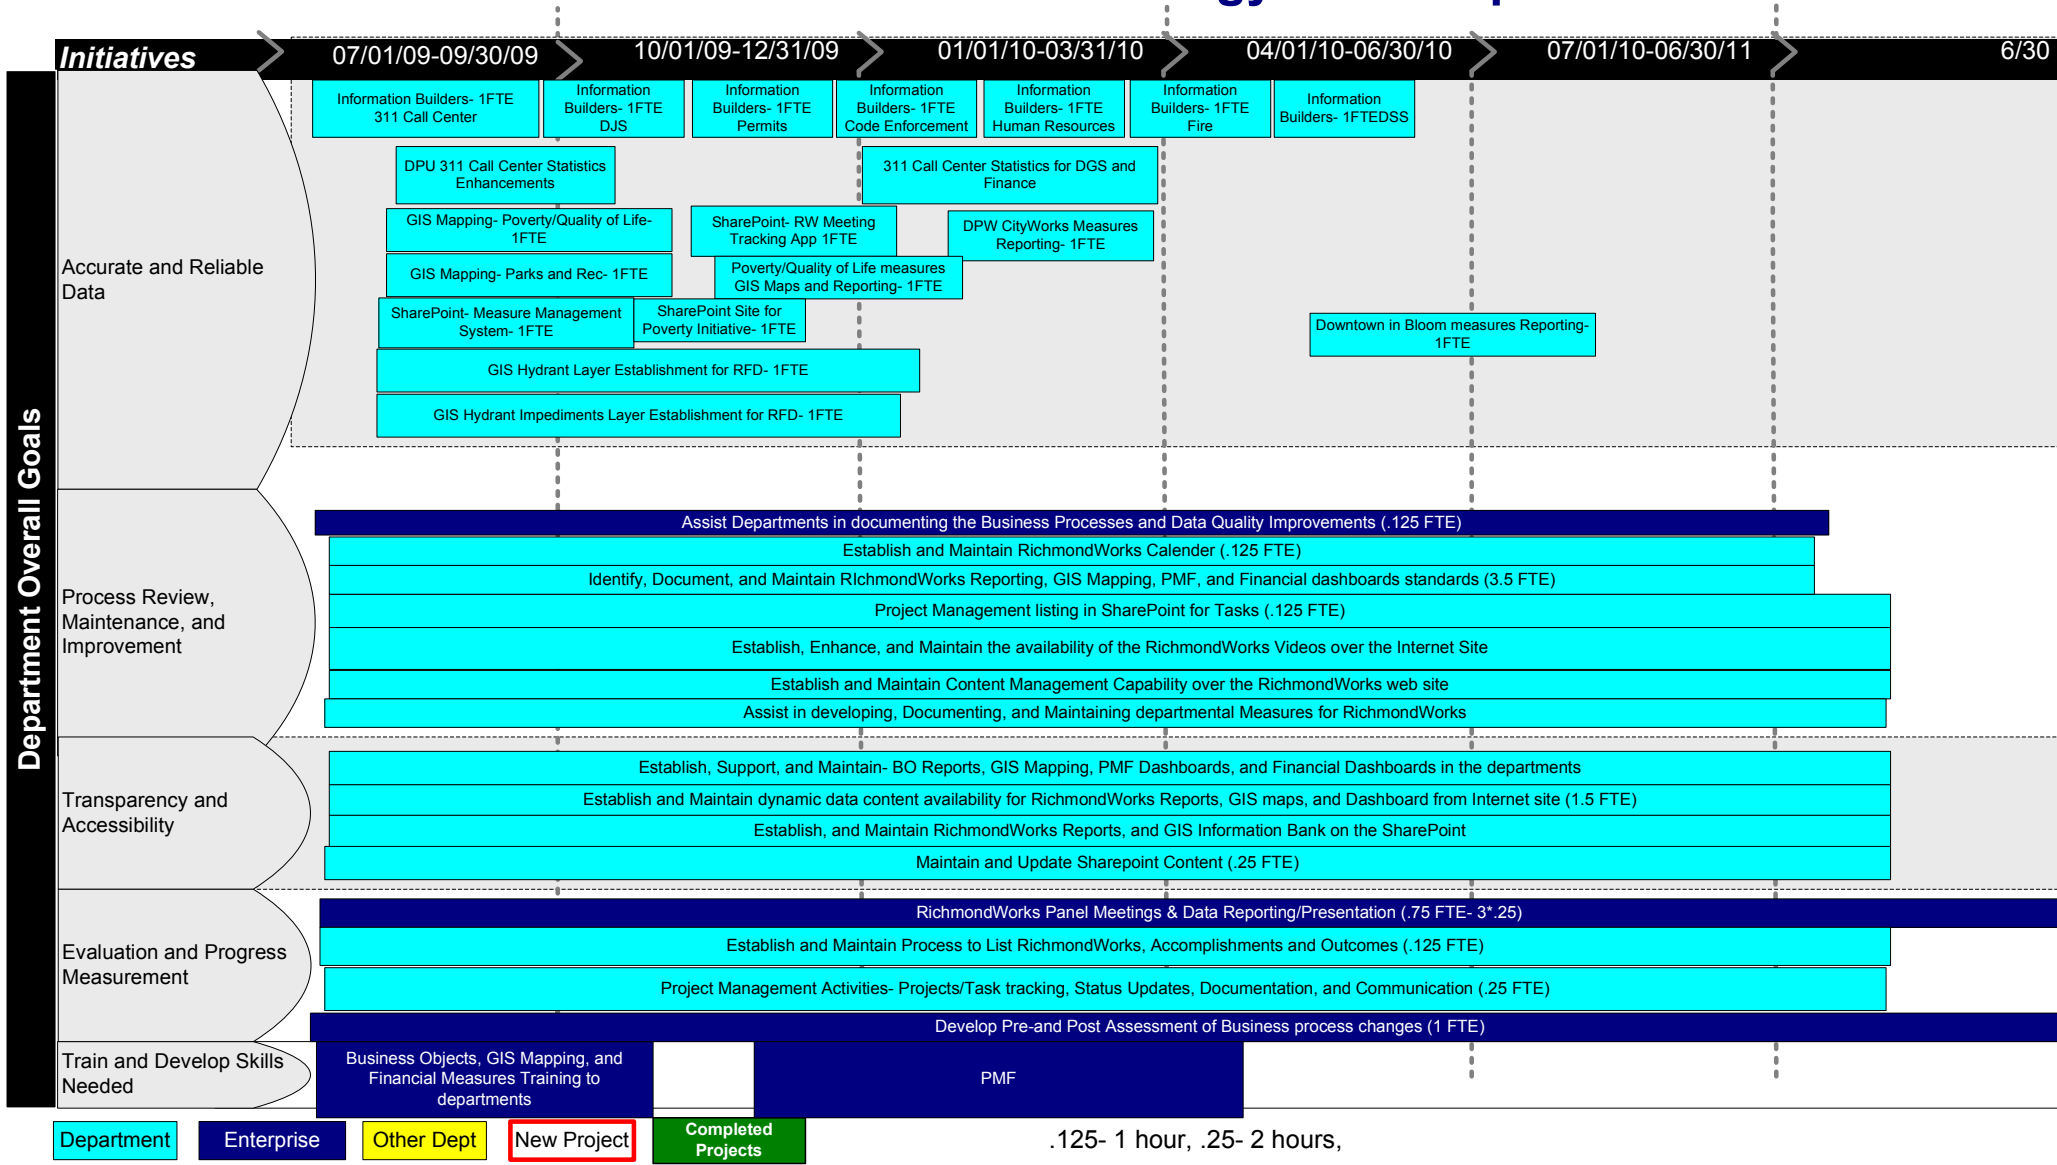 Initiatives
07/01/09-09/30/09
10/01/09-12/31/09
01/01/10-03/31/10
04/01/10-06/30/10
07/01/10-06/30/11
6/30
Department Overall Goals
Accurate and Reliable
Data
Information Builders- 1FTE
311 Call Center
Information
Builders- 1FTE
DJS
Information
Builders- 1FTE
Permits
Information
Builders- 1FTE
Code Enforcement
Information
Builders- 1FTE
Human Resources
Information
Builders- 1FTE
Fire
Information
Builders- 1FTEDSS
DPU 311 Call Center Statistics
Enhancements
311 Call Center Statistics for DGS and
Finance
GIS Mapping- Poverty/Quality of Life-
1FTE
SharePoint- RW Meeting
Tracking App 1FTE
DPW CityWorks Measures
Reporting- 1FTE
GIS Mapping- Parks and Rec- 1FTE
Poverty/Quality of Life measures
GIS Maps and Reporting- 1FTE
SharePoint- Measure Management
System- 1FTE
SharePoint Site for
Poverty Initiative- 1FTE
Downtown in Bloom measures Reporting-
1FTE
GIS Hydrant Layer Establishment for RFD- 1FTE
GIS Hydrant Impediments Layer Establishment for RFD- 1FTE
Process Review,
Maintenance, and
Improvement
Assist Departments in documenting the Business Processes and Data Quality Improvements (.125 FTE)
Establish and Maintain RichmondWorks Calender (.125 FTE)
Identify, Document, and Maintain RIchmondWorks Reporting, GIS Mapping, PMF, and Financial dashboards standards (3.5 FTE)
Project Management listing in SharePoint for Tasks (.125 FTE)
Establish, Enhance, and Maintain the availability of the RichmondWorks Videos over the Internet Site
Establish and Maintain Content Management Capability over the RichmondWorks web site
Assist in developing, Documenting, and Maintaining departmental Measures for RichmondWorks
Transparency and
Accessibility
Establish, Support, and Maintain- BO Reports, GIS Mapping, PMF Dashboards, and Financial Dashboards in the departments
Establish and Maintain dynamic data content availability for RichmondWorks Reports, GIS maps, and Dashboard from Internet site (1.5 FTE)
Establish, and Maintain RichmondWorks Reports, and GIS Information Bank on the SharePoint
Maintain and Update Sharepoint Content (.25 FTE)
Evaluation and Progress
Measurement
RichmondWorks Panel Meetings & Data Reporting/Presentation (.75 FTE- 3*.25)
Establish and Maintain Process to List RichmondWorks, Accomplishments and Outcomes (.125 FTE)
Project Management Activities- Projects/Task tracking, Status Updates, Documentation, and Communication (.25 FTE)
Develop Pre-and Post Assessment of Business process changes (1 FTE)
Train and Develop Skills
Needed
Business Objects, GIS Mapping, and
Financial Measures Training to
departments
PMF
Department
Enterprise
Other Dept
New Project
Completed
Projects
.125- 1 hour, .25- 2 hours,